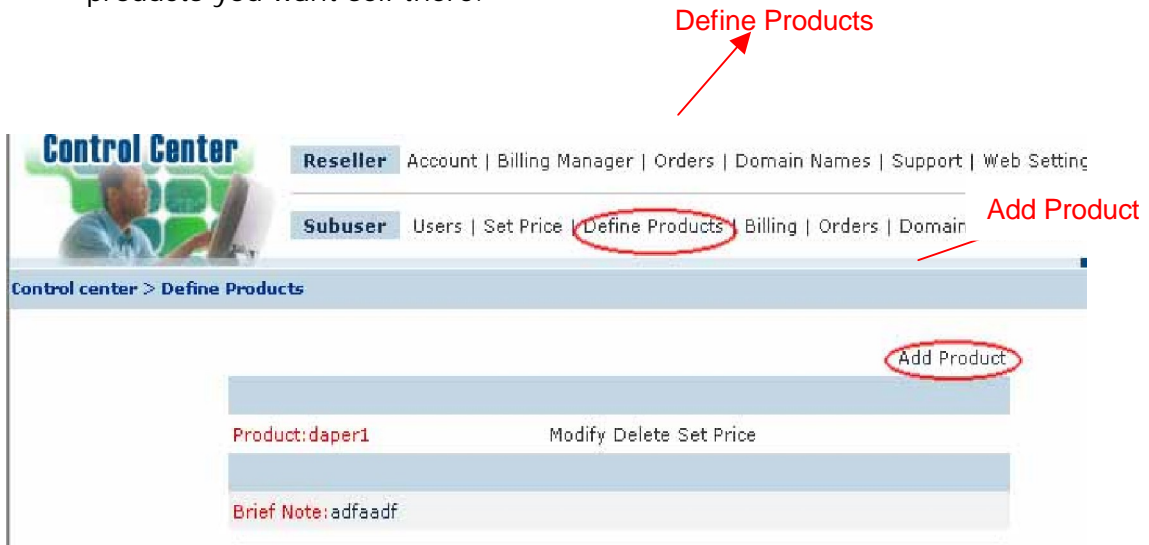 Define Products
Control Center
Reseller Account | Billing Manager | Orders | Domain Names | Support | Web Setting
Add Product
Subuser Users | Set Price | Define Products | Billing | Orders | Domain
Control center > Define Products
Add Product
Product:daper1 Modify Delete Set Price
Brief Note:adfaadf